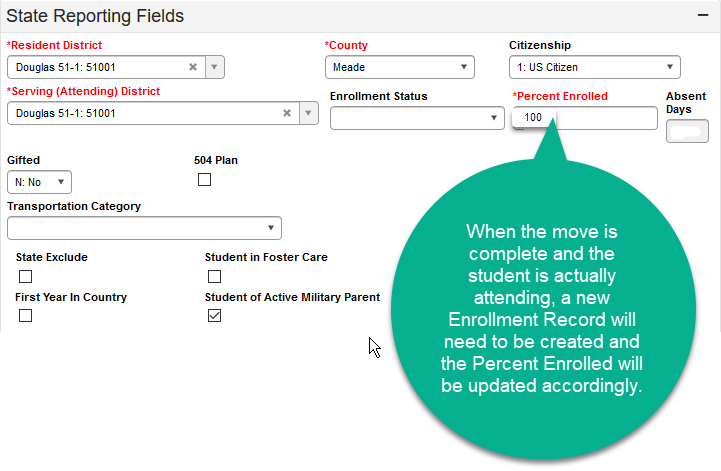 State Reporting Fields
*Resident District
*County
Citizenship
Douglas 51-1: 51001
Meade
1: US Citizen
*Serving (Attending) District
Enrollment Status
*Percent Enrolled
Absent
Days
Douglas 51-1: 51001
100
Gifted
504 Plan
N: No
Transportation Category
State Exclude
Student in Foster Care
First Year In Country
Student of Active Military Parent
When the move is
complete and the
student is actually
attending, a new
Enrollment Record will
need to be created and
the Percent Enrolled will
be updated accordingly.